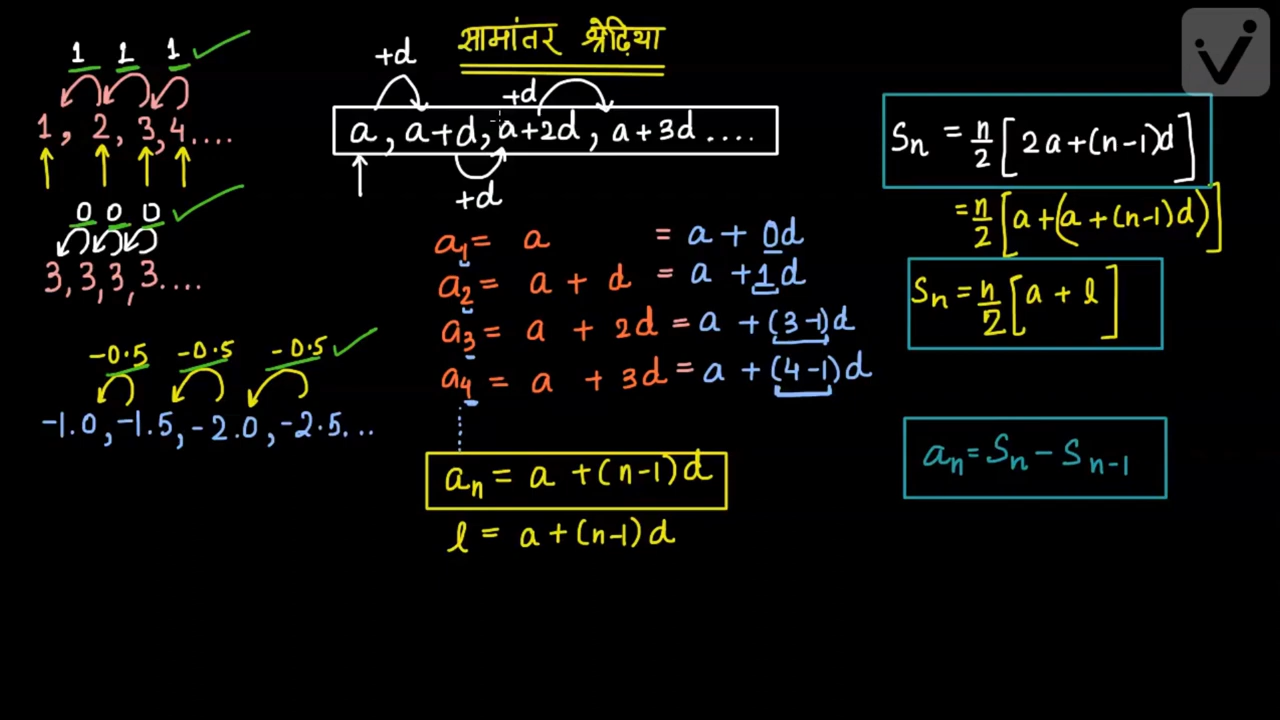 सामांतर श्रेढ़िया
1 1 1
1, 2, 3, 4....
0 0 0
3, 3, 3, 3....
-0.5 -0.5 -0.5
-1.0, -1.5, -2.0, -2.5...
+d +d
a, a+d, a+2d, a+3d....
+d
a₁ = a = a + 0d
a₂ = a + d = a + 1d
a₃ = a + 2d = a + (3-1)d
a₄ = a + 3d = a + (4-1)d
aₙ = a + (n-1)d
l = a + (n-1)d
Sₙ = n/2 [2a+(n-1)d]
= n/2 [a+(a+(n-1)d)]
Sₙ = n/2 [a + l]
aₙ = Sₙ - Sₙ₋₁